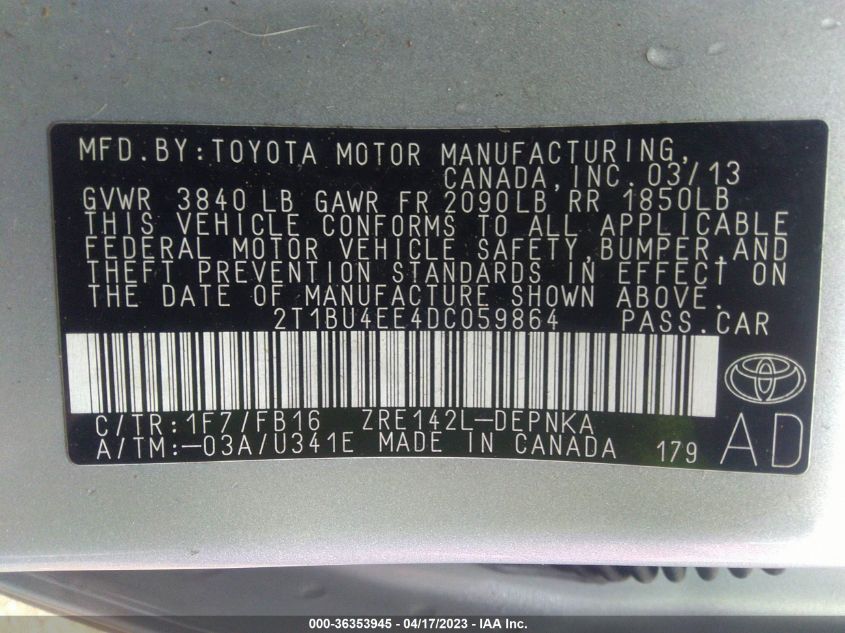 MFD.BY:TOYOTA MOTOR MANUFACTURING,
CANADA,INC. 03/13
GVWR 3840 LB GAWR FR 2090LB RR 1850LB
THIS VEHICLE CONFORMS TO ALL APPLICABLE
FEDERAL MOTOR VEHICLE SAFETY,BUMPER,AND
THEFT PREVENTION STANDARDS IN EFFECT ON
THE DATE OF MANUFACTURE SHOWN ABOVE.
2T1BU4EE4DC059864 PASS.CAR
C/TR:1F7/FB16 ZRE142L-DEPNKA
A/TM:-03A/U341E MADE IN CANADA 179
AD
000-36353945 - 04/17/2023 - IAA Inc.